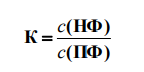 К = с(НФ)
с(ПФ)